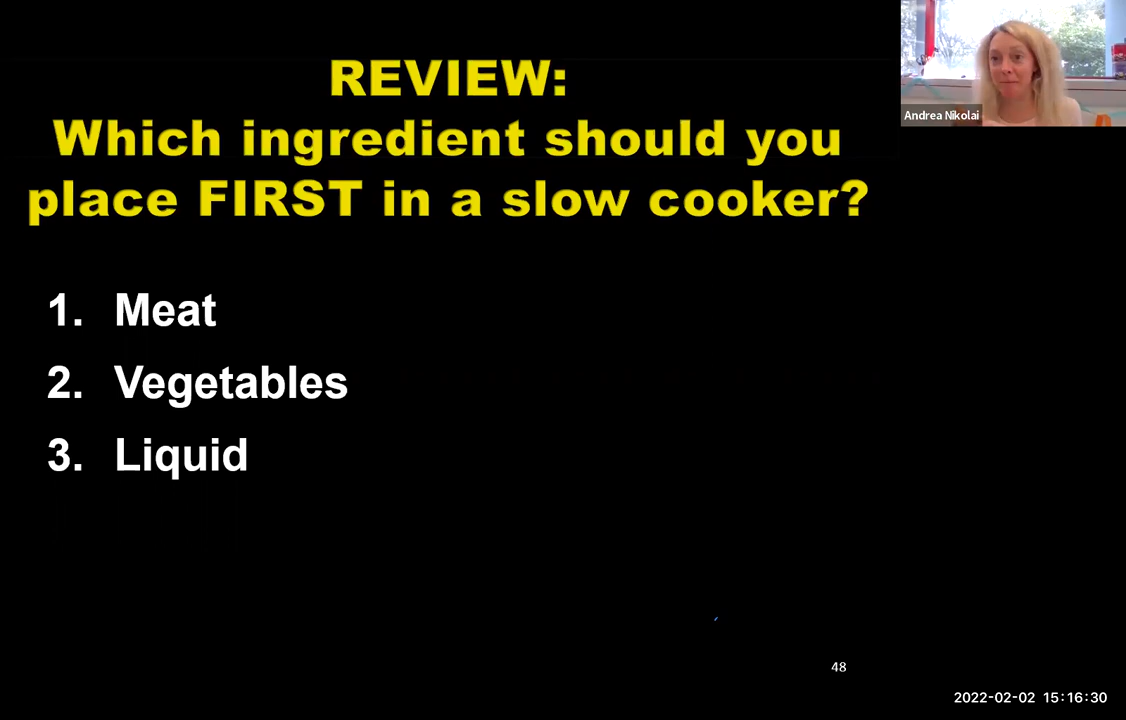 REVIEW:
Which ingredient should you
place FIRST in a slow cooker?
1. Meat
2. Vegetables
3. Liquid
Andrea Nikolai
48
2022-02-02 15:16:30